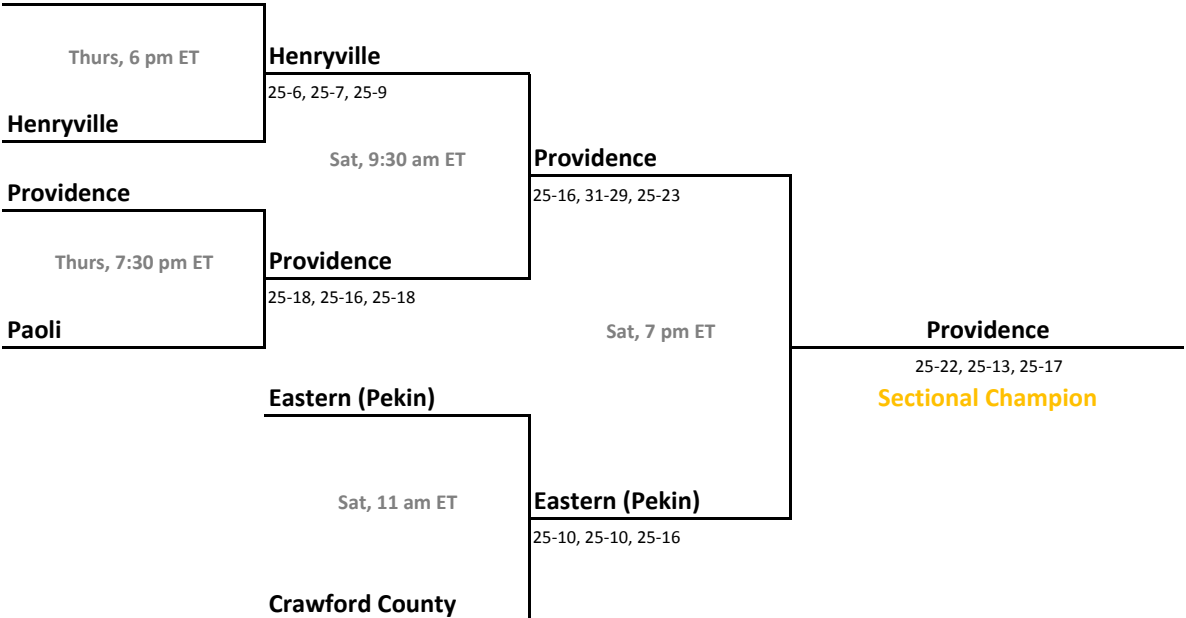 Thurs, 6 pm ET
Henryville
25-6, 25-7, 25-9
Henryville
Sat, 9:30 am ET
Providence
25-16, 31-29, 25-23
Providence
Thurs, 7:30 pm ET
Providence
25-18, 25-16, 25-18
Paoli
Sat, 7 pm ET
Providence
25-22, 25-13, 25-17
Sectional Champion
Eastern (Pekin)
Sat, 11 am ET
Eastern (Pekin)
25-10, 25-10, 25-16
Crawford County